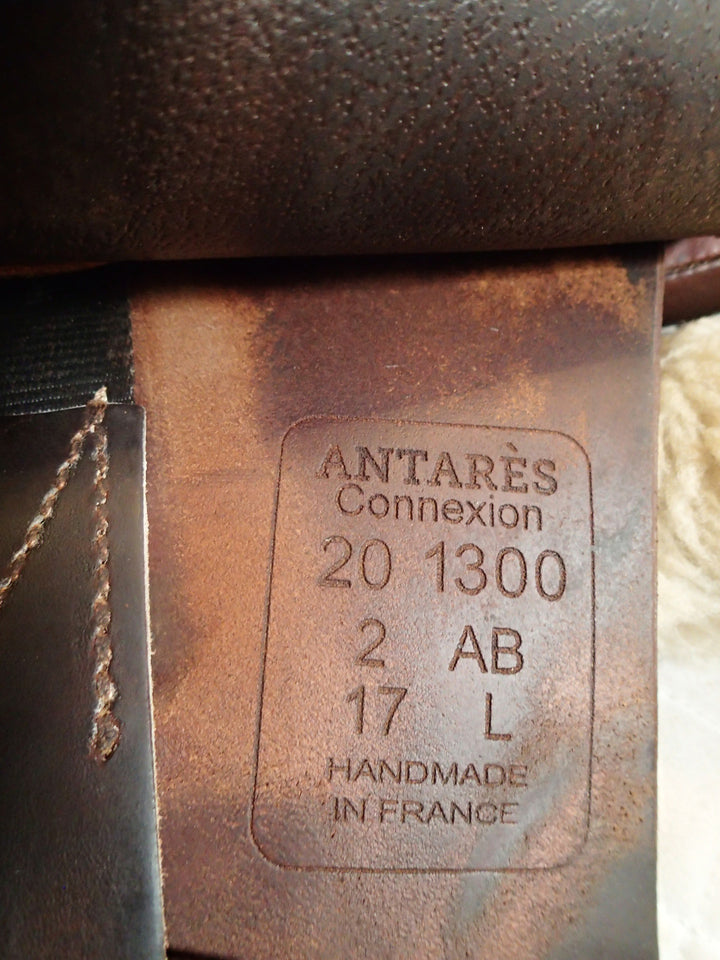 ANTARÈS
Connexion
20 1300
2 AB
17 L
HANDMADE
IN FRANCE